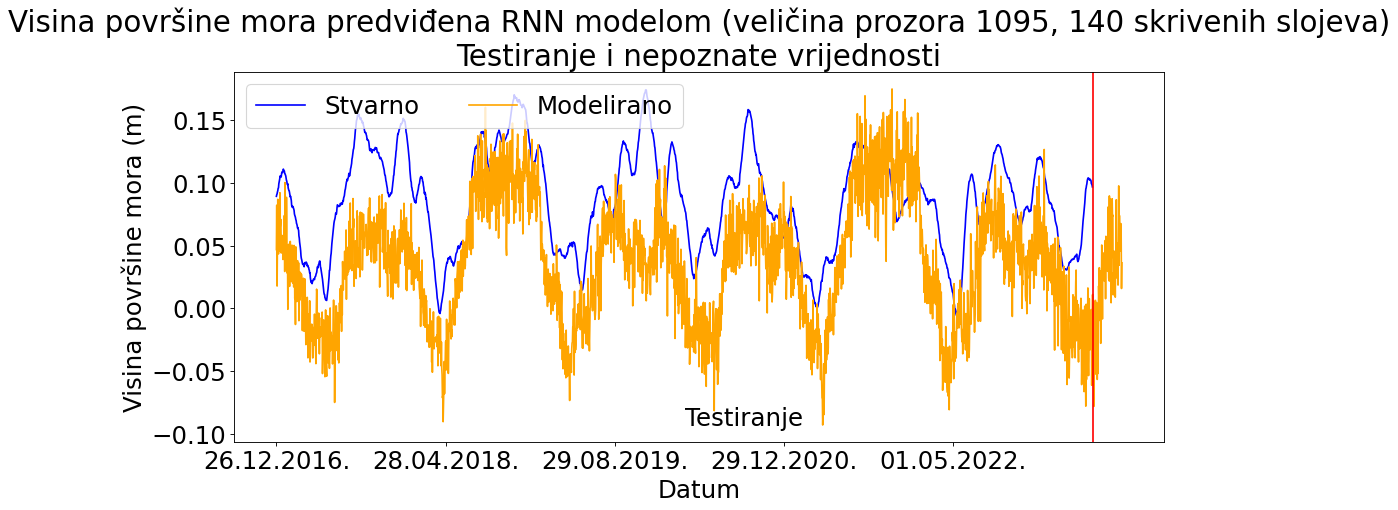 Visina površine mora predviđena RNN modelom (veličina prozora 1095, 140 skrivenih slojeva)
Testiranje i nepoznate vrijednosti
Stvarno Modelirano
Visina površine mora (m)
0.15
0.10
0.05
0.00
−0.05
−0.10
Testiranje
26.12.2016. 28.04.2018. 29.08.2019. 29.12.2020. 01.05.2022.
Datum